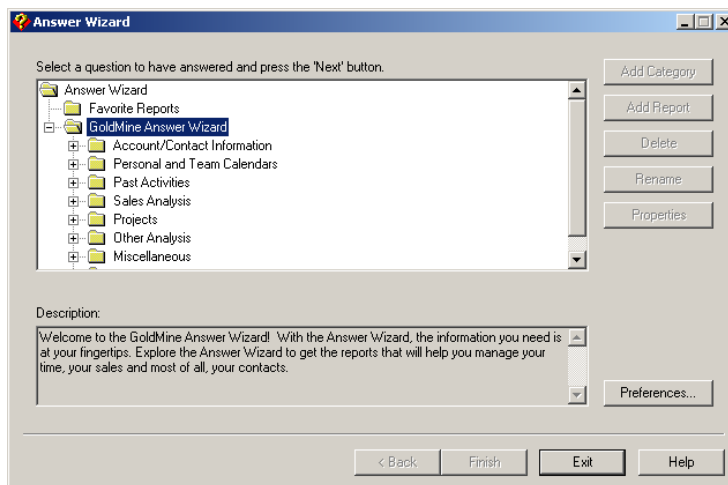 Answer Wizard
Select a question to have answered and press the 'Next' button.
Answer Wizard
Favorite Reports
GoldMine Answer Wizard
Account/Contact Information
Personal and Team Calendars
Past Activities
Sales Analysis
Projects
Other Analysis
Miscellaneous
Add Category
Add Report
Delete
Rename
Properties
Description:
Welcome to the GoldMine Answer Wizard!  With the Answer Wizard, the information you need is
at your fingertips. Explore the Answer Wizard to get the reports that will help you manage your
time, your sales and most of all, your contacts.
Preferences...
< Back
Finish
Exit
Help